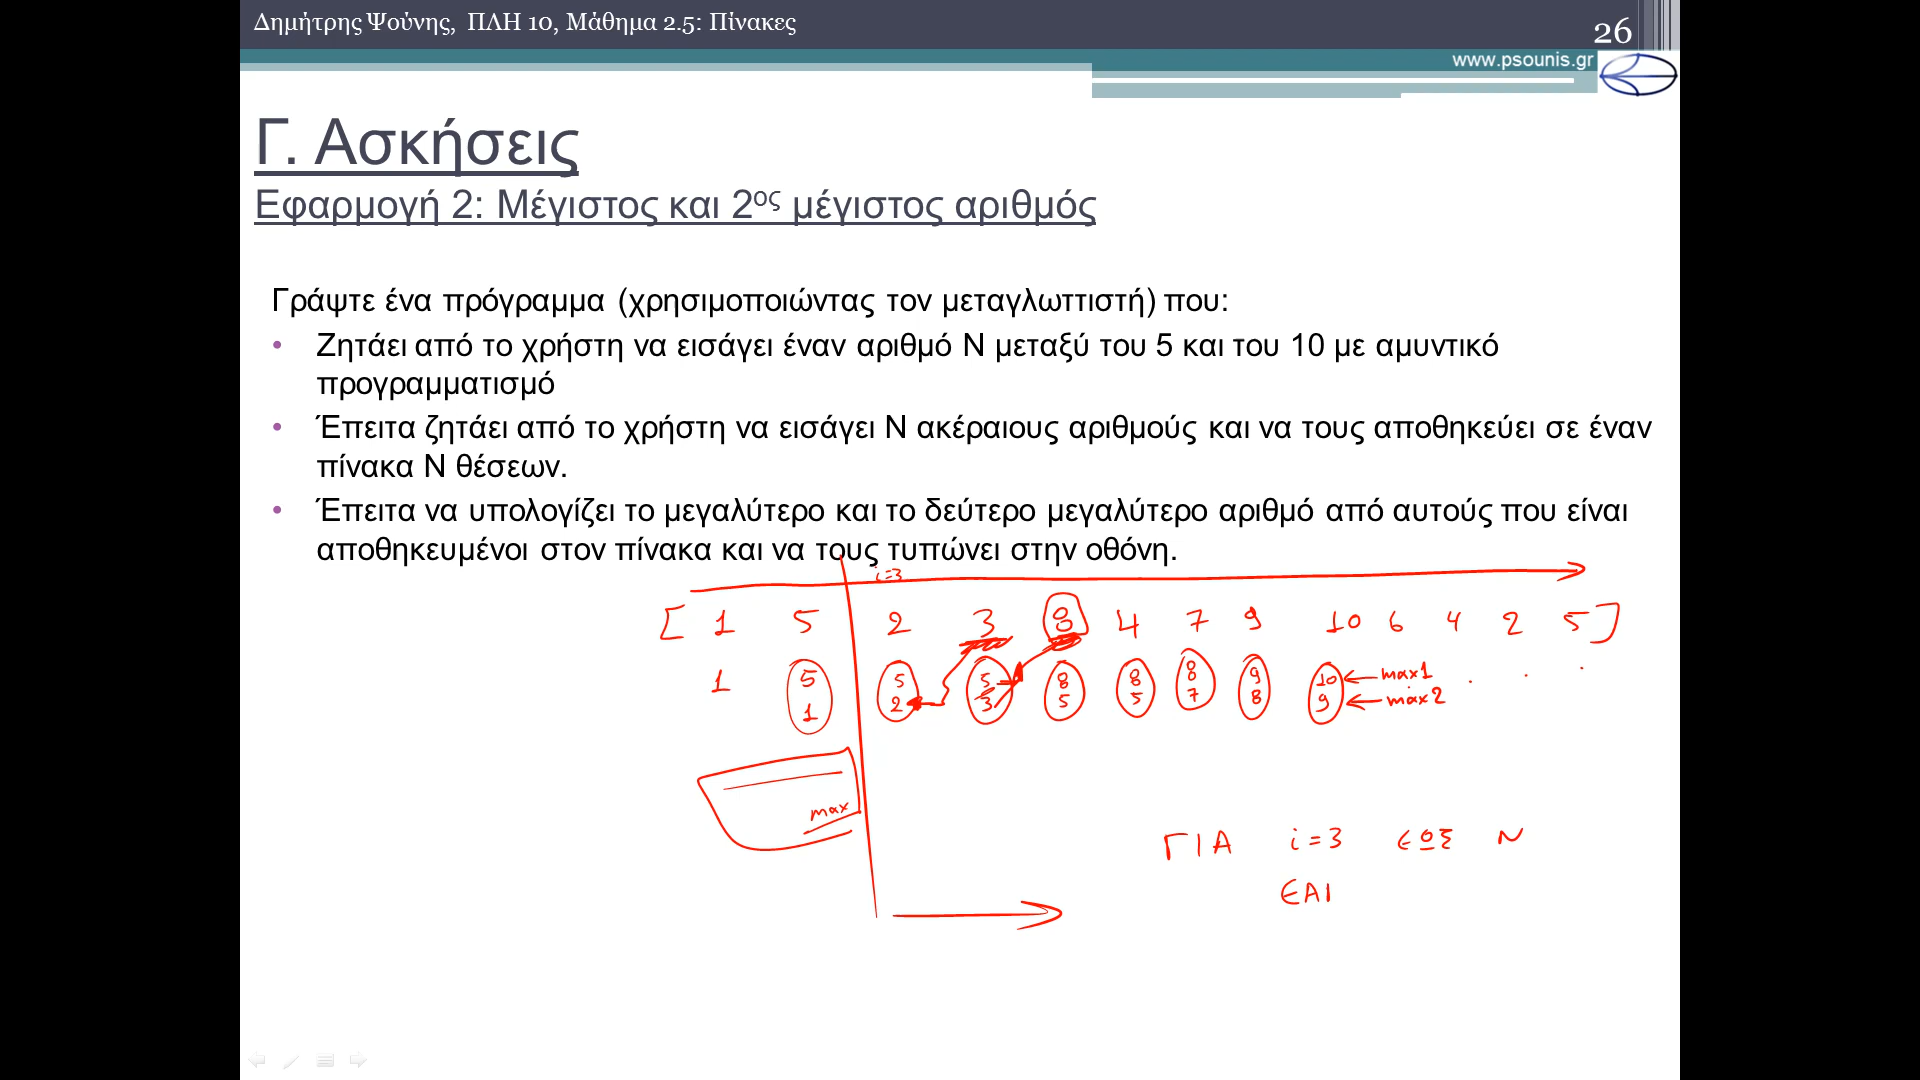 Δημήτρης Ψούνης, ΠΛΗ 10, Μάθημα 2.5: Πίνακες
26
www.psounis.gr
Γ. Ασκήσεις
Εφαρμογή 2: Μέγιστος και 2ος μέγιστος αριθμός
Γράψτε ένα πρόγραμμα (χρησιμοποιώντας τον μεταγλωττιστή) που:
• Ζητάει από το χρήστη να εισάγει έναν αριθμό Ν μεταξύ του 5 και του 10 με αμυντικό
προγραμματισμό
• Έπειτα ζητάει από το χρήστη να εισάγει Ν ακέραιους αριθμούς και να τους αποθηκεύει σε έναν
πίνακα Ν θέσεων.
• Έπειτα να υπολογίζει το μεγαλύτερο και το δεύτερο μεγαλύτερο αριθμό από αυτούς που είναι
αποθηκευμένοι στον πίνακα και να τους τυπώνει στην οθόνη.
i=3
[ 1 5 2 3 8 4 7 9 10 6 4 2 5 ]
1 5 5 5 8 8 8 9 10 ← max1
1 2 3 5 5 7 8 9 ← max2
max
ΓΙΑ i=3 ΕΩΣ Ν
ΕΑΙ